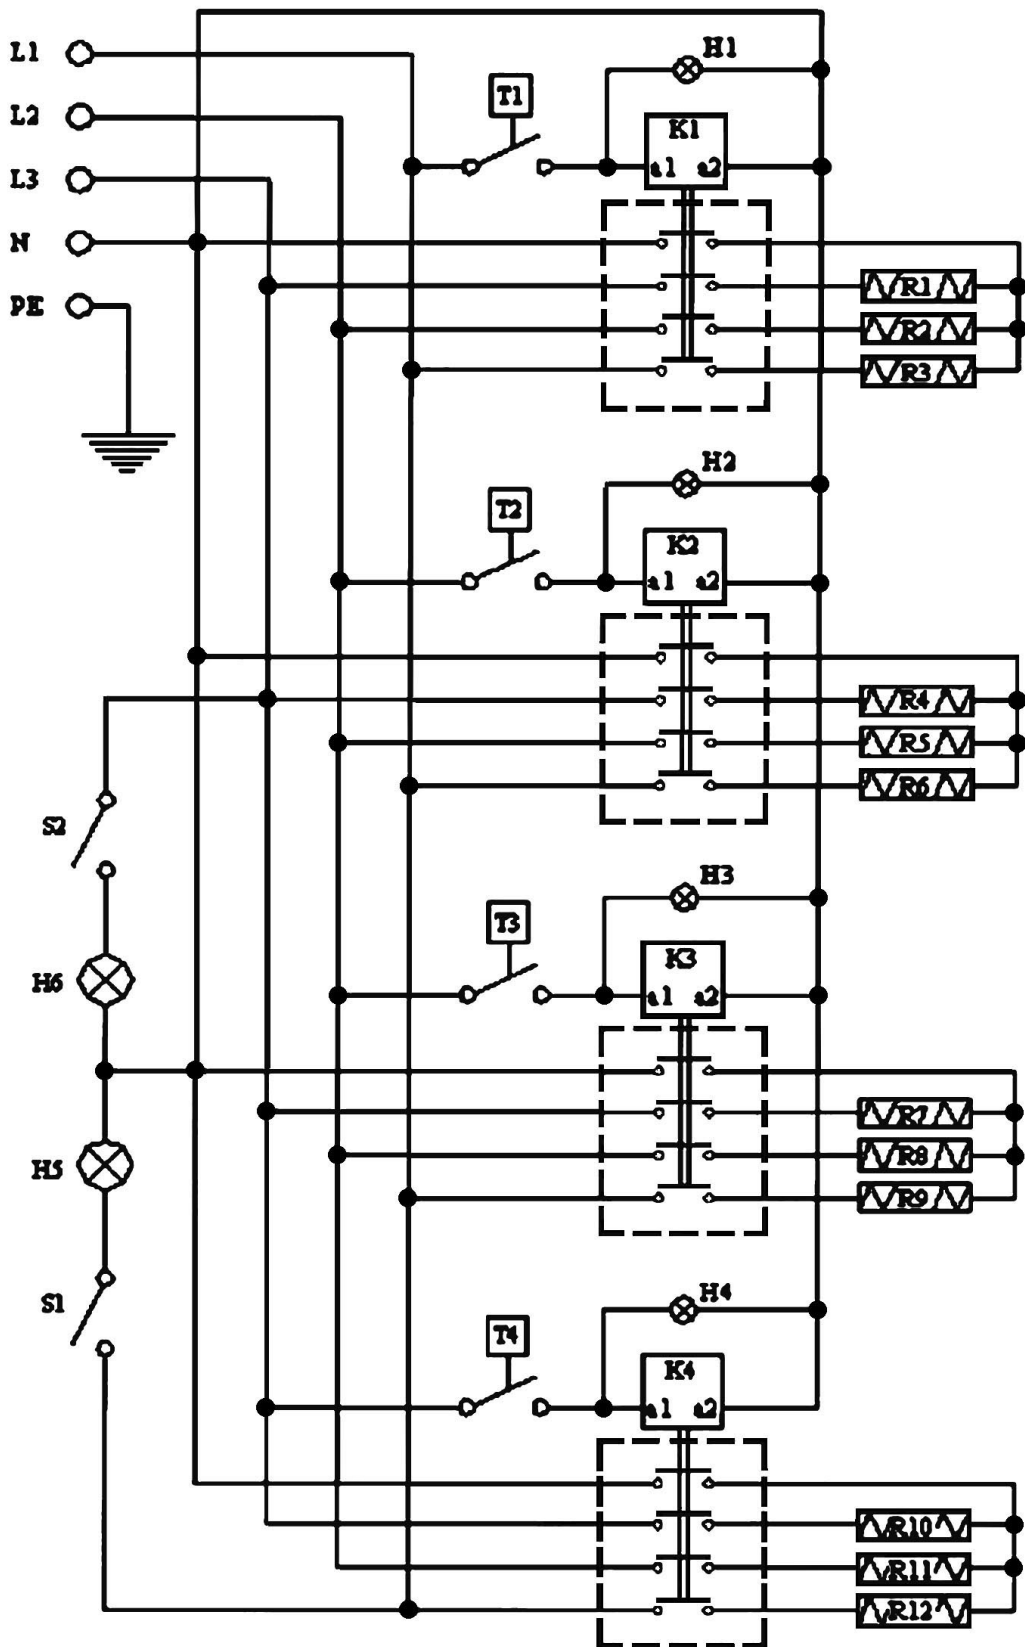 L1
H1
T1
L2
K1
a1 a2
L3
N
R1
PE
R2
R3
H2
T2
K2
a1 a2
R4
R5
R6
S2
H3
T3
K3
a1 a2
H6
R7
R8
H5
R9
S1
H4
T4
K4
a1 a2
R10
R11
R12